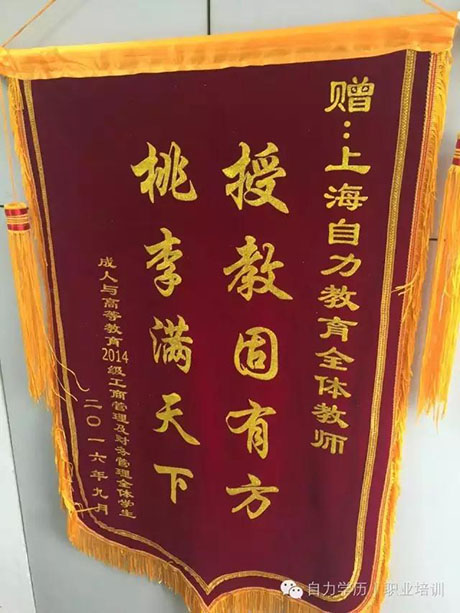 赠:上海自力教育全体教师
授教固有方
桃李满天下
成人与高等教育2014级工商管理及财务管理全体学生
二〇一六年九月
自力学历 职业培训